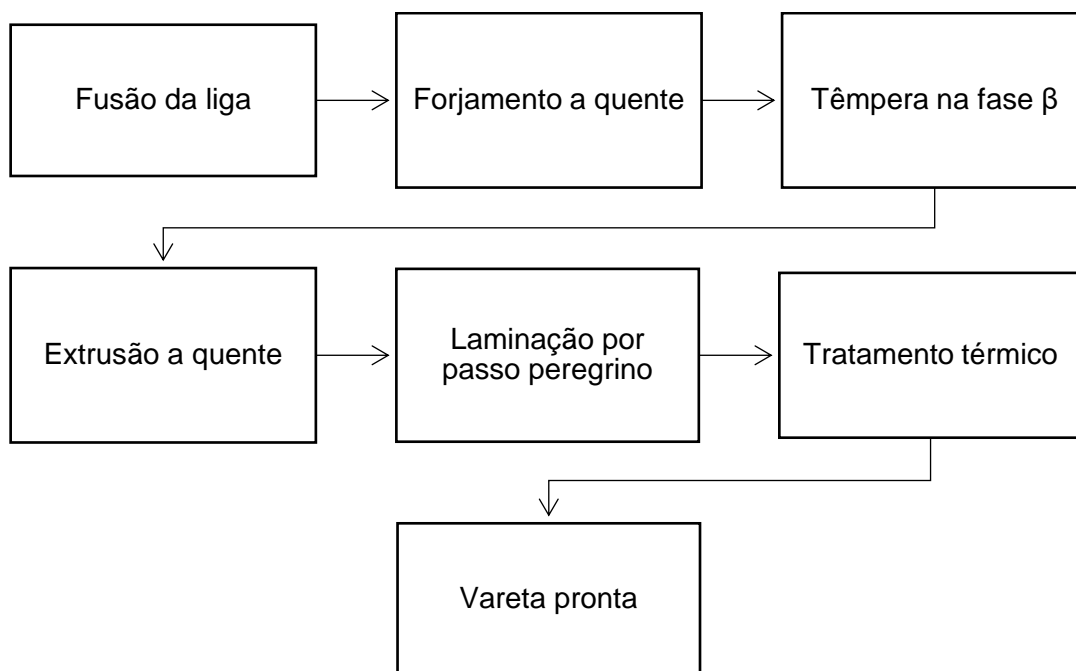 Fusão da liga
Forjamento a quente
Têmpera na fase β
Extrusão a quente
Laminação por
passo peregrino
Tratamento térmico
Vareta pronta